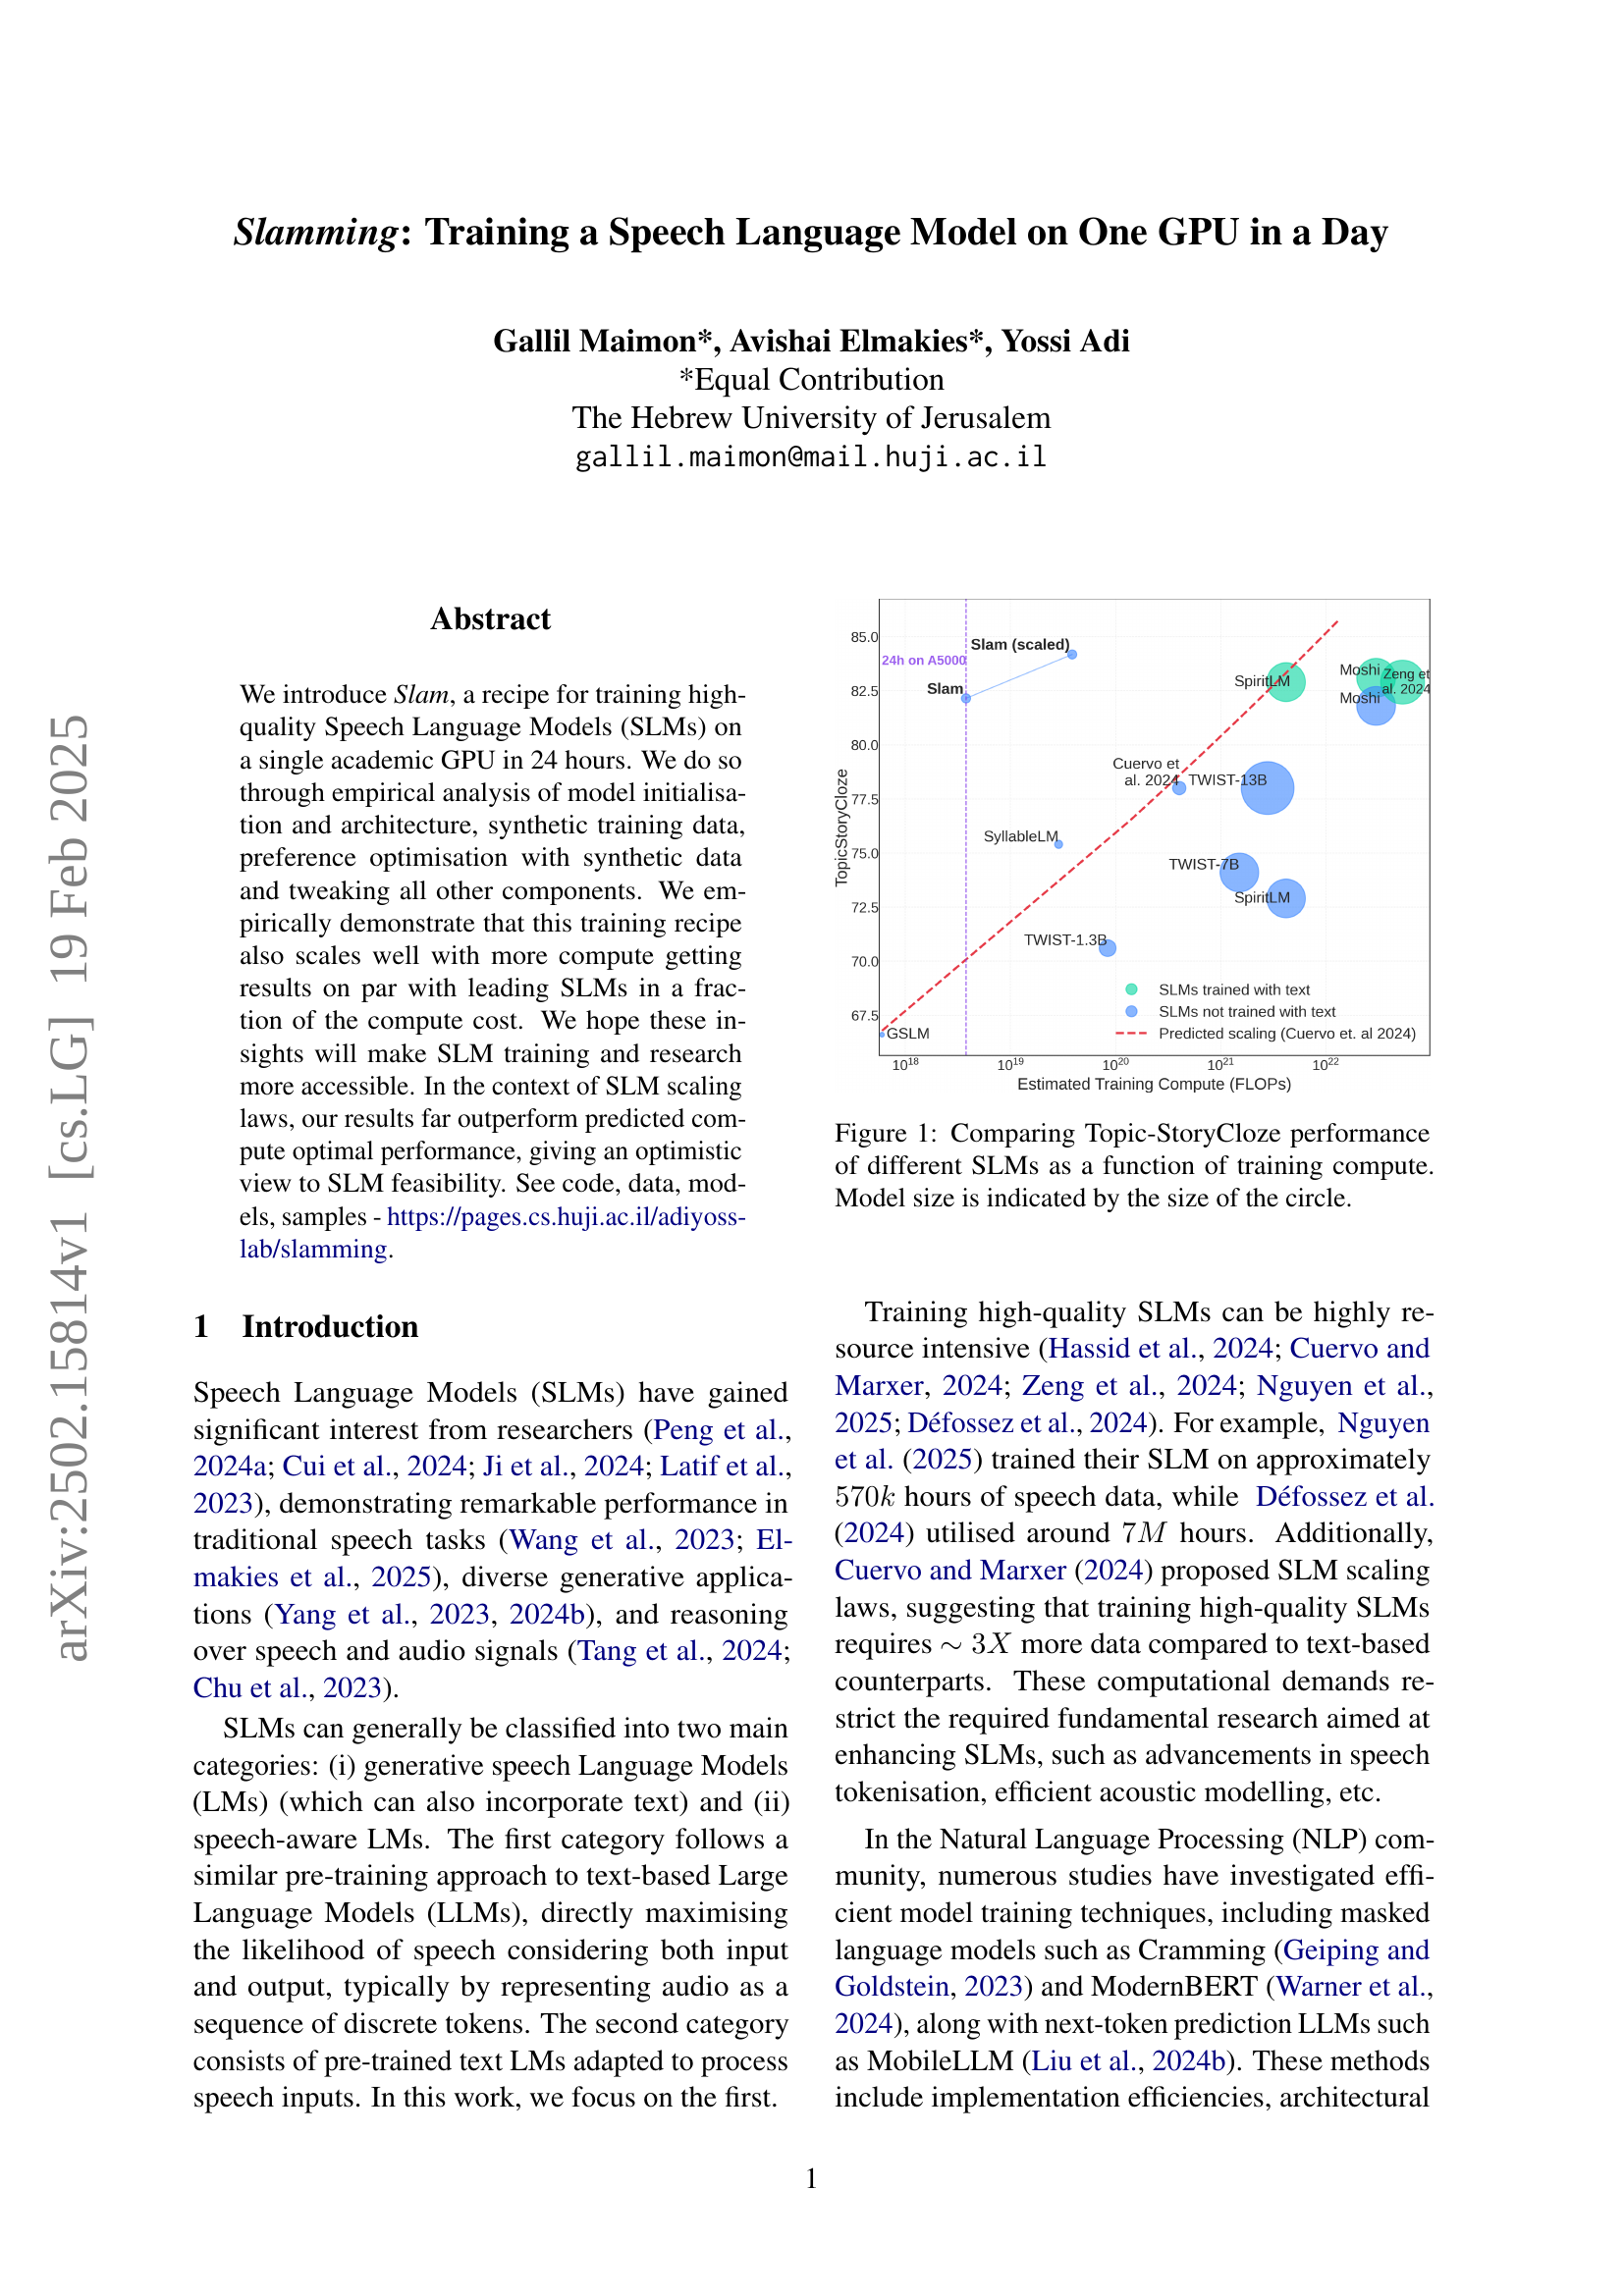 arXiv:2502.15814v1 [cs.LG] 19 Feb 2025
Slamming: Training a Speech Language Model on One GPU in a Day
Gallil Maimon*, Avishai Elmakies*, Yossi Adi
*Equal Contribution
The Hebrew University of Jerusalem
gallil.maimon@mail.huji.ac.il
Abstract
We introduce Slam, a recipe for training high-
quality Speech Language Models (SLMs) on
a single academic GPU in 24 hours. We do so
through empirical analysis of model initialisa-
tion and architecture, synthetic training data,
preference optimisation with synthetic data
and tweaking all other components. We em-
pirically demonstrate that this training recipe
also scales well with more compute getting
results on par with leading SLMs in a frac-
tion of the compute cost. We hope these in-
sights will make SLM training and research
more accessible. In the context of SLM scaling
laws, our results far outperform predicted com-
pute optimal performance, giving an optimistic
view to SLM feasibility. See code, data, mod-
els, samples - https://pages.cs.huji.ac.il/adiyoss-
lab/slamming.
1 Introduction
Speech Language Models (SLMs) have gained
significant interest from researchers (Peng et al.,
2024a; Cui et al., 2024; Ji et al., 2024; Latif et al.,
2023), demonstrating remarkable performance in
traditional speech tasks (Wang et al., 2023; El-
makies et al., 2025), diverse generative applica-
tions (Yang et al., 2023, 2024b), and reasoning
over speech and audio signals (Tang et al., 2024;
Chu et al., 2023).
SLMs can generally be classified into two main
categories: (i) generative speech Language Models
(LMs) (which can also incorporate text) and (ii)
speech-aware LMs. The first category follows a
similar pre-training approach to text-based Large
Language Models (LLMs), directly maximising
the likelihood of speech considering both input
and output, typically by representing audio as a
sequence of discrete tokens. The second category
consists of pre-trained text LMs adapted to process
speech inputs. In this work, we focus on the first.
TopicStoryCloze
85.0
82.5
80.0
77.5
75.0
72.5
70.0
67.5
24h on A5000
Slam (scaled)
Slam
SpiritLM
Moshi
Zeng et
al. 2024
Moshi
Cuervo et
al. 2024
TWIST-13B
SyllableLM
TWIST-7B
SpiritLM
TWIST-1.3B
GSLM
SLMs trained with text
SLMs not trained with text
Predicted scaling (Cuervo et. al 2024)
10^18 10^19 10^20 10^21 10^22
Estimated Training Compute (FLOPs)
Figure 1: Comparing Topic-StoryCloze performance
of different SLMs as a function of training compute.
Model size is indicated by the size of the circle.
Training high-quality SLMs can be highly re-
source intensive (Hassid et al., 2024; Cuervo and
Marxer, 2024; Zeng et al., 2024; Nguyen et al.,
2025; Défossez et al., 2024). For example, Nguyen
et al. (2025) trained their SLM on approximately
570k hours of speech data, while Défossez et al.
(2024) utilised around 7M hours. Additionally,
Cuervo and Marxer (2024) proposed SLM scaling
laws, suggesting that training high-quality SLMs
requires ∼ 3X more data compared to text-based
counterparts. These computational demands re-
strict the required fundamental research aimed at
enhancing SLMs, such as advancements in speech
tokenisation, efficient acoustic modelling, etc.
In the Natural Language Processing (NLP) com-
munity, numerous studies have investigated effi-
cient model training techniques, including masked
language models such as Cramming (Geiping and
Goldstein, 2023) and ModernBERT (Warner et al.,
2024), along with next-token prediction LLMs such
as MobileLLM (Liu et al., 2024b). These methods
include implementation efficiencies, architectural
1